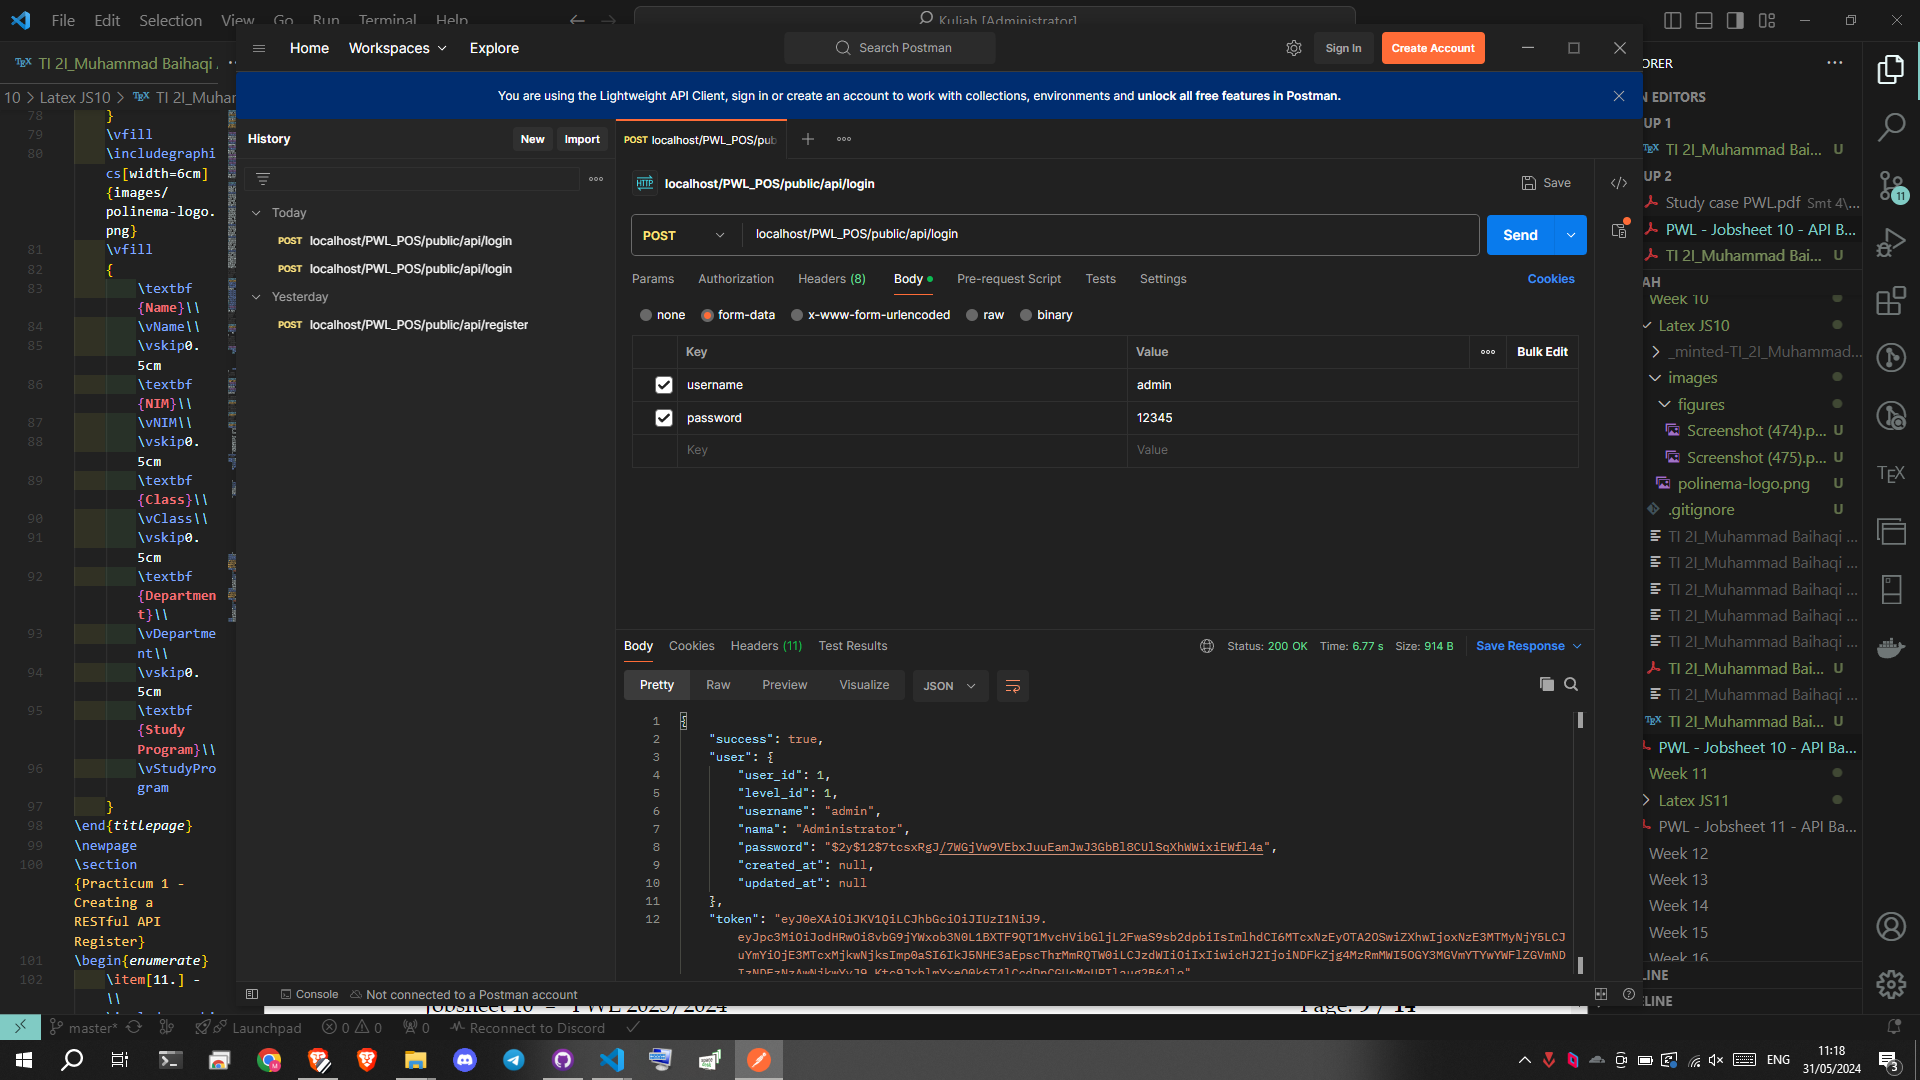 File Edit Selection View Go Run Terminal Help
Kuliah [Administrator]
TI 2I_Muhammad Baihaqi
10 > Latex JS10 > TI 2I_Muhar
78 }
79 \vfill
80 \includegraphi
cs[width=6cm]
{images/
polinema-logo.
png}
81 \vfill
82 {
83 \textbf
{Name}\\
84 \vName\\
85 \vskip0.
5cm
86 \textbf
{NIM}\\
87 \vNIM\\
88 \vskip0.
5cm
89 \textbf
{Class}\\
90 \vClass\\
91 \vskip0.
5cm
92 \textbf
{Departmen
t}\\
93 \vDepartme
nt\\
94 \vskip0.
5cm
95 \textbf
{Study
Program}\\
96 \vStudyPro
gram
97 }
98 \end{titlepage}
99 \newpage
100 \section
{Practicum 1 -
Creating a
RESTful API
Register}
101 \begin{enumerate}
102 \item[11.] -
\\
Home Workspaces Explore
Search Postman
Sign In Create Account
You are using the Lightweight API Client, sign in or create an account to work with collections, environments and unlock all free features in Postman.
History New Import
Today
POST localhost/PWL_POS/public/api/login
POST localhost/PWL_POS/public/api/login
Yesterday
POST localhost/PWL_POS/public/api/register
POST localhost/PWL_POS/pub
HTTP localhost/PWL_POS/public/api/login
Save
POST localhost/PWL_POS/public/api/login
Send
Params Authorization Headers (8) Body Pre-request Script Tests Settings Cookies
none form-data x-www-form-urlencoded raw binary
Key Value Bulk Edit
username admin
password 12345
Key Value
Body Cookies Headers (11) Test Results
Status: 200 OK Time: 6.77 s Size: 914 B Save Response
Pretty Raw Preview Visualize JSON
1 {
2 "success": true,
3 "user": {
4 "user_id": 1,
5 "level_id": 1,
6 "username": "admin",
7 "nama": "Administrator",
8 "password": "$2y$12$7tcsxRgJ/7WGjVw9VEbxJuuEamJwJ3GbBl8CUlSqXhWWixiEWfl4a",
9 "created_at": null,
10 "updated_at": null
11 },
12 "token": "eyJ0eXAiOiJKV1QiLCJhbGciOiJIUzI1NiJ9.
eyJpc3MiOiJodHRwOi8vbG9jYWxob3N0L1BXTF9QT1MvcHVibGljL2FwaS9sb2dpbiIsImlhdCI6MTcxNzEyOTA2OSwiZXhwIjoxNzE3MTMyNjY5LCJ
Console Not connected to a Postman account
Jobsheet 10 – PWL 2023/2024 Page: 9 / 14
ORER
N EDITORS
UP 1
TI 2I_Muhammad Bai... U
UP 2
Study case PWL.pdf Smt 4\...
PWL - Jobsheet 10 - API B...
TI 2I_Muhammad Bai... U
AH
Week 10
Latex JS10
_minted-TI_2I_Muhammad...
images
figures
Screenshot (474).p... U
Screenshot (475).p... U
polinema-logo.png U
.gitignore U
TI 2I_Muhammad Baihaqi ...
TI 2I_Muhammad Baihaqi ...
TI 2I_Muhammad Baihaqi ...
TI 2I_Muhammad Baihaqi ...
TI 2I_Muhammad Baihaqi ...
TI 2I_Muhammad Bai... U
TI 2I_Muhammad Baihaqi ...
TI 2I_Muhammad Bai... U
PWL - Jobsheet 10 - API Ba...
Week 11
Latex JS11
PWL - Jobsheet 11 - API Ba...
Week 12
Week 13
Week 14
Week 15
Week 16
LINE
ELINE
11
TEX
master* Launchpad 0 0 0 Reconnect to Discord
ENG
11:18
31/05/2024
3